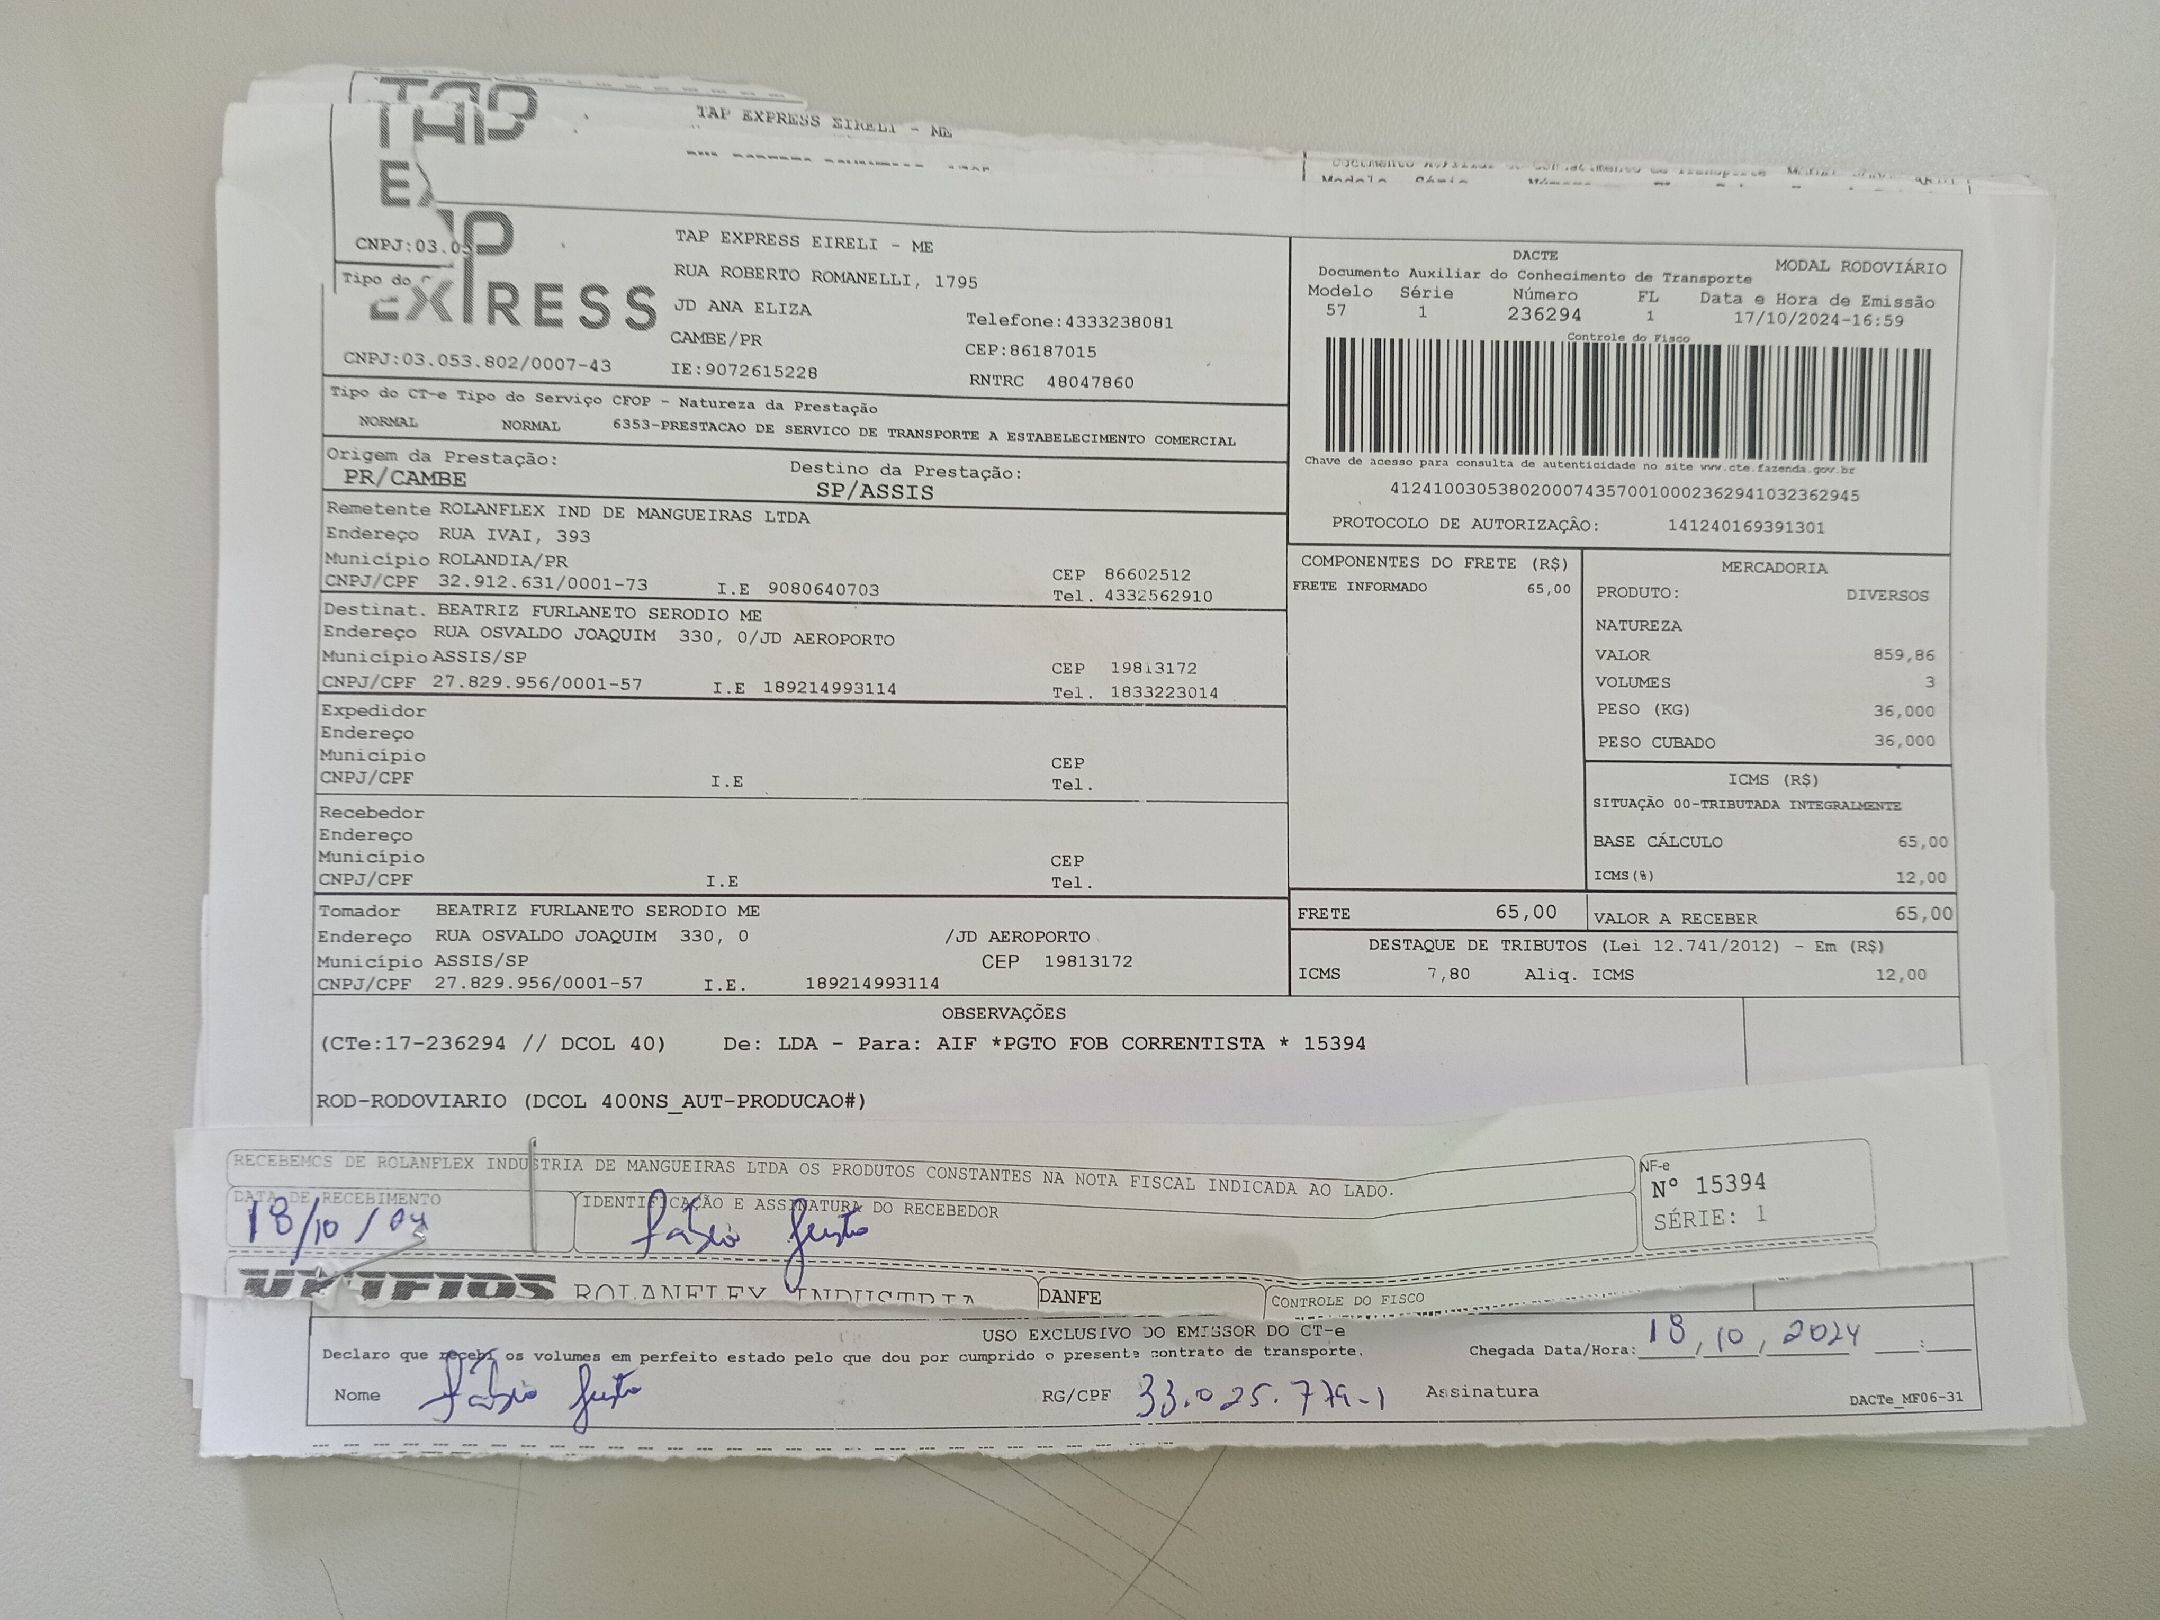 TAP
TAP EXPRESS EIRELI - ME
CNPJ:03.05
Tipo do
EXPRESS
CNPJ:03.053.802/0007-43
TAP EXPRESS EIRELI - ME
RUA ROBERTO ROMANELLI, 1795
JD ANA ELIZA
CAMBE/PR
IE:9072615228
Telefone:4333238081
CEP:86187015
RNTRC 48047860
DACTE
MODAL RODOVIÁRIO
Documento Auxiliar do Conhecimento de Transporte
Modelo Série Número FL Data e Hora de Emissão
57 1 236294 1 17/10/2024-16:59
Controle do Fisco
Chave de acesso para consulta de autenticidade no site www.cte.fazenda.gov.br
41241003053802000743570010002362941032362945
PROTOCOLO DE AUTORIZAÇÃO: 141240169391301
Tipo do CT-e Tipo do Serviço CFOP - Natureza da Prestação
NORMAL NORMAL 6353-PRESTACAO DE SERVICO DE TRANSPORTE A ESTABELECIMENTO COMERCIAL
Origem da Prestação: Destino da Prestação:
PR/CAMBE SP/ASSIS
Remetente ROLANFLEX IND DE MANGUEIRAS LTDA
Endereço RUA IVAI, 393
Município ROLANDIA/PR CEP 86602512
CNPJ/CPF 32.912.631/0001-73 I.E 9080640703 Tel. 4332562910
Destinat. BEATRIZ FURLANETO SERODIO ME
Endereço RUA OSVALDO JOAQUIM 330, 0/JD AEROPORTO
Município ASSIS/SP CEP 19813172
CNPJ/CPF 27.829.956/0001-57 I.E 189214993114 Tel. 1833223014
Expedidor
Endereço
Município CEP
CNPJ/CPF I.E Tel.
Recebedor
Endereço
Município CEP
CNPJ/CPF I.E Tel.
Tomador BEATRIZ FURLANETO SERODIO ME
Endereço RUA OSVALDO JOAQUIM 330, 0 /JD AEROPORTO
Município ASSIS/SP CEP 19813172
CNPJ/CPF 27.829.956/0001-57 I.E. 189214993114
COMPONENTES DO FRETE (R$)
FRETE INFORMADO 65,00
MERCADORIA
PRODUTO: DIVERSOS
NATUREZA
VALOR 859,86
VOLUMES 3
PESO (KG) 36,000
PESO CUBADO 36,000
ICMS (R$)
SITUAÇÃO 00-TRIBUTADA INTEGRALMENTE
BASE CÁLCULO 65,00
ICMS(%) 12,00
FRETE 65,00 VALOR A RECEBER 65,00
DESTAQUE DE TRIBUTOS (Lei 12.741/2012) - Em (R$)
ICMS 7,80 Aliq. ICMS 12,00
OBSERVAÇÕES
(CTe:17-236294 // DCOL 40) De: LDA - Para: AIF *PGTO FOB CORRENTISTA * 15394
ROD-RODOVIARIO (DCOL 400NS_AUT-PRODUCAO#)
RECEBEMOS DE ROLANFLEX INDUSTRIA DE MANGUEIRAS LTDA OS PRODUTOS CONSTANTES NA NOTA FISCAL INDICADA AO LADO.
DATA DE RECEBIMENTO IDENTIFICAÇÃO E ASSINATURA DO RECEBEDOR
18/10/
NF-e
Nº 15394
SÉRIE: 1
UNIFIOS ROLANFLEX INDUSTRIA DANFE CONTROLE DO FISCO
USO EXCLUSIVO DO EMISSOR DO CT-e
Declaro que recebi os volumes em perfeito estado pelo que dou por cumprido o presente contrato de transporte. Chegada Data/Hora: 18/10/2024
Nome RG/CPF 33.025.779-1 Assinatura
DACTe_MF06-31